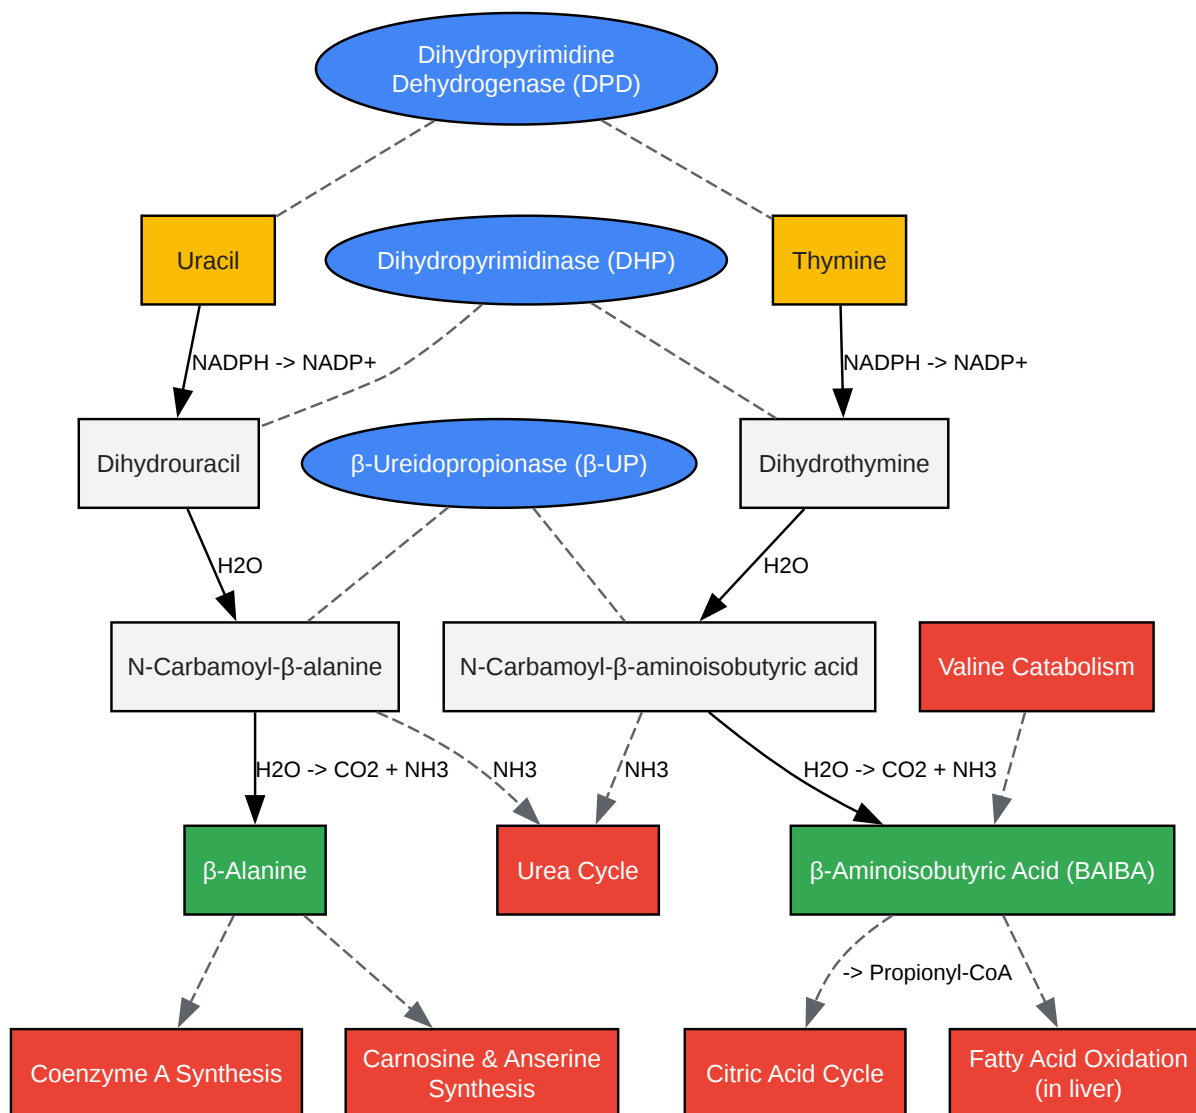 Dihydropyrimidine
Dehydrogenase (DPD)
Uracil
Dihydropyrimidinase (DHP)
Thymine
NADPH -> NADP+
NADPH -> NADP+
Dihydrouracil
β-Ureidopropionase (β-UP)
Dihydrothymine
H2O
H2O
N-Carbamoyl-β-alanine
N-Carbamoyl-β-aminoisobutyric acid
Valine Catabolism
H2O -> CO2 + NH3
NH3
NH3
H2O -> CO2 + NH3
β-Alanine
Urea Cycle
β-Aminoisobutyric Acid (BAIBA)
-> Propionyl-CoA
Coenzyme A Synthesis
Carnosine & Anserine
Synthesis
Citric Acid Cycle
Fatty Acid Oxidation
(in liver)